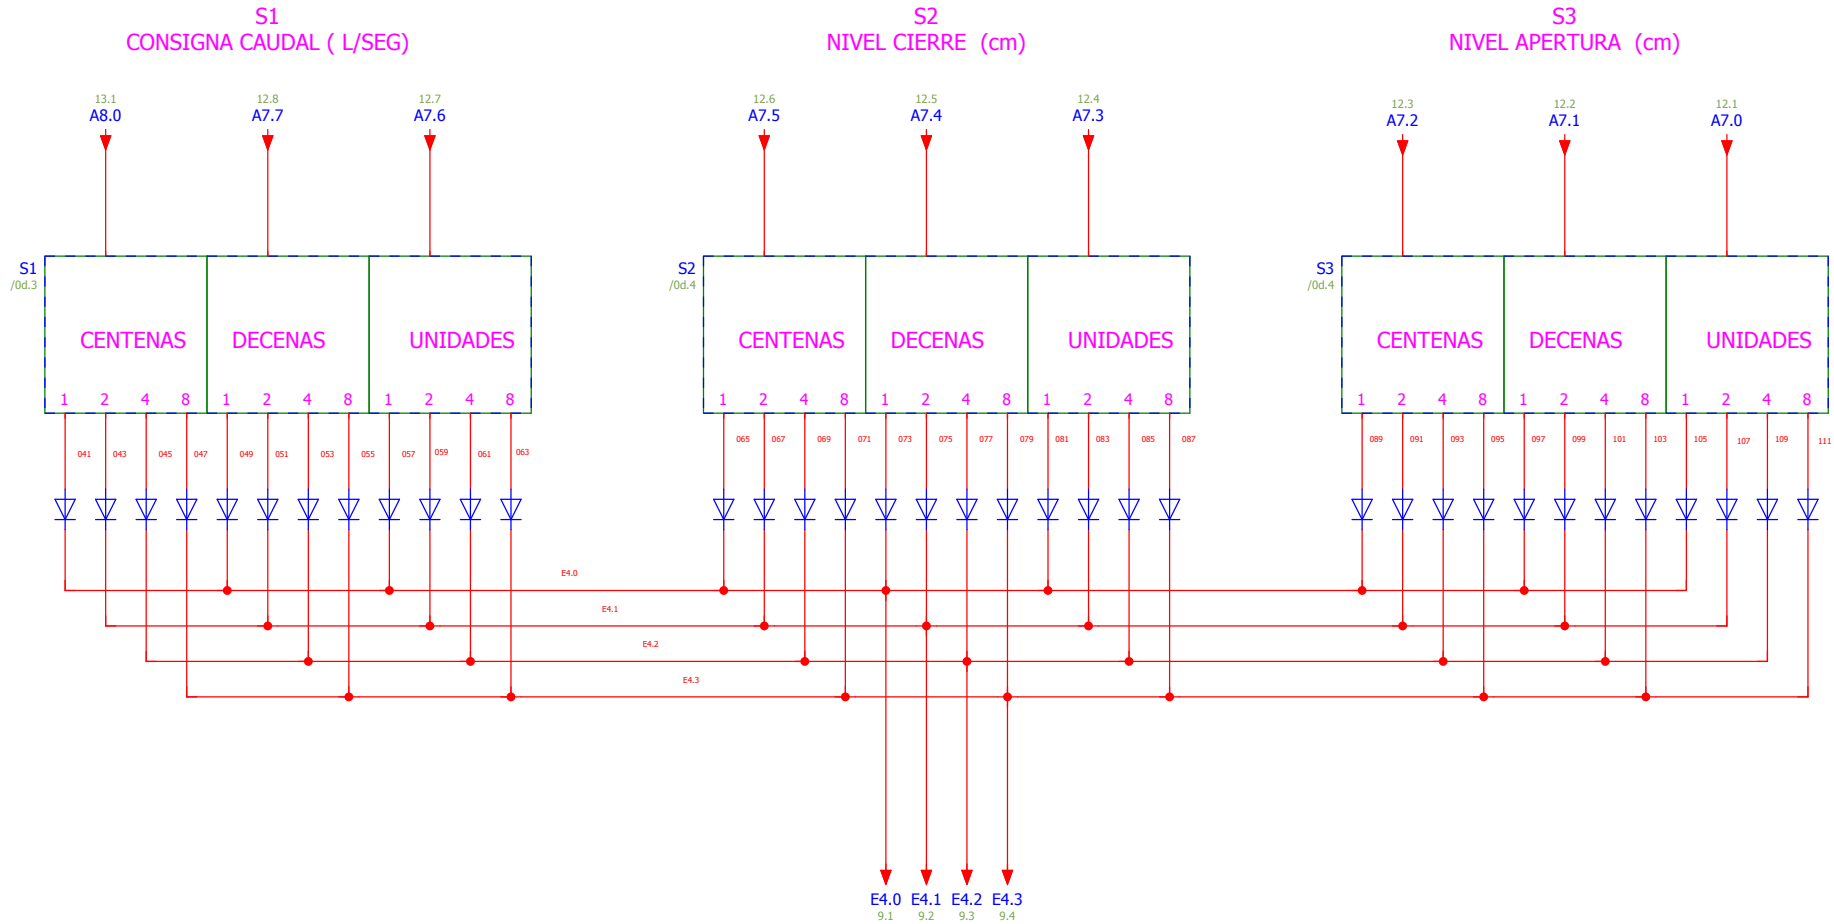 S1
CONSIGNA CAUDAL ( L/SEG)
S2
NIVEL CIERRE (cm)
S3
NIVEL APERTURA (cm)
13.1 12.8 12.7 12.6 12.5 12.4 12.3 12.2 12.1
A8.0 A7.7 A7.6 A7.5 A7.4 A7.3 A7.2 A7.1 A7.0
S1 S2 S3
/0d.3 /0d.4 /0d.4
CENTENAS DECENAS UNIDADES CENTENAS DECENAS UNIDADES CENTENAS DECENAS UNIDADES
1 2 4 8 1 2 4 8 1 2 4 8 1 2 4 8 1 2 4 8 1 2 4 8 1 2 4 8 1 2 4 8 1 2 4 8
041 043 045 047 049 051 053 055 057 059 061 063 065 067 069 071 073 075 077 079 081 083 085 087 089 091 093 095 097 099 101 103 105 107 109 111
E4.0
E4.1
E4.2
E4.3
E4.0 E4.1 E4.2 E4.3
9.1 9.2 9.3 9.4